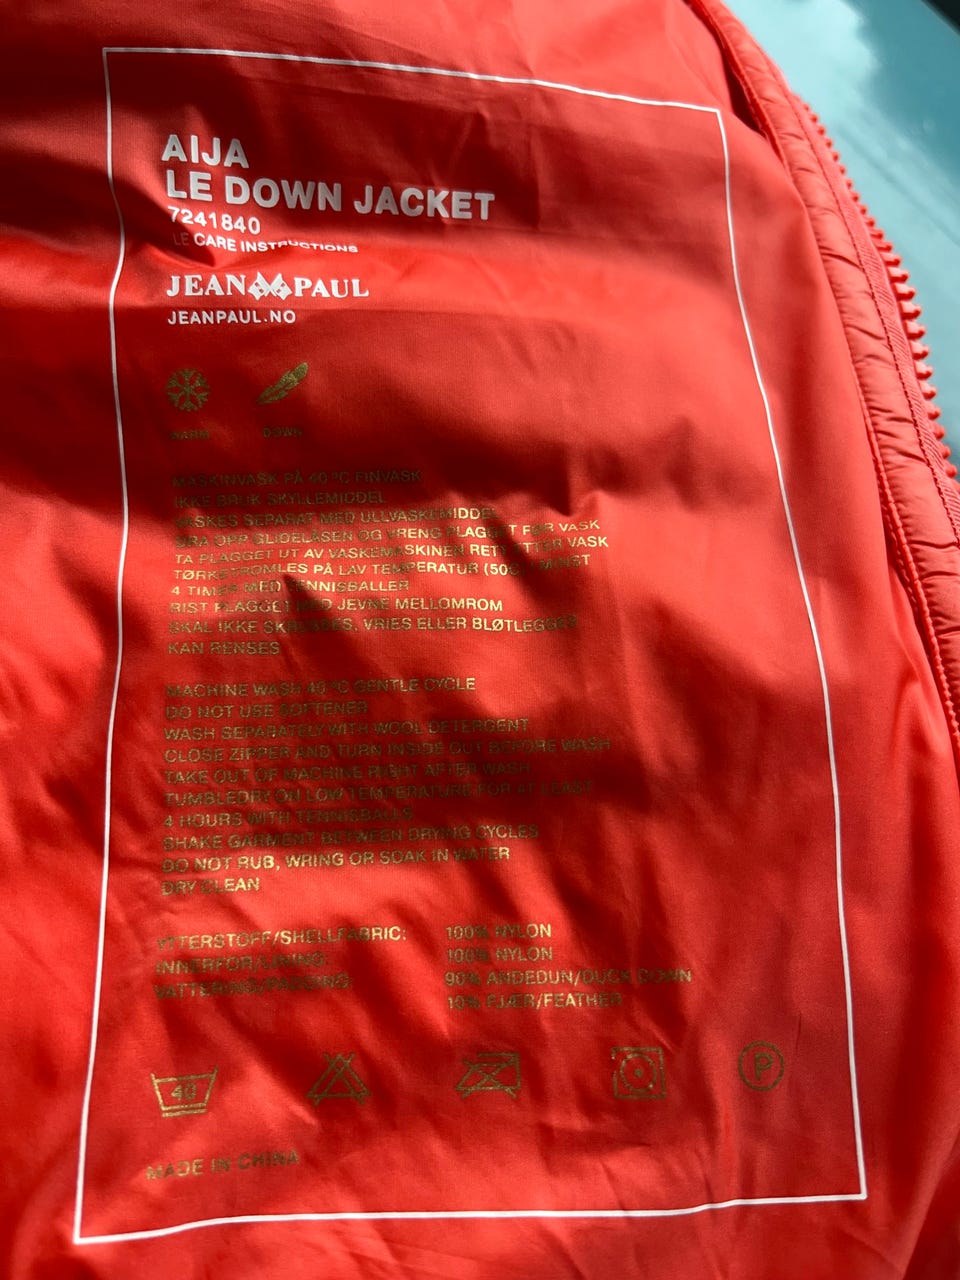 AIJA
LE DOWN JACKET
7241840
LE CARE INSTRUCTIONS
JEAN PAUL
JEANPAUL.NO
WARM DOWN
MASKINVASK PÅ 40 °C FINVASK
IKKE BRUK SKYLLEMIDDEL
VASKES SEPARAT MED ULLVASKEMIDDEL
DRA OPP GLIDELÅSEN OG VRENG PLAGGET FØR VASK
TA PLAGGET UT AV VASKEMASKINEN RETT ETTER VASK
TØRKETROMLES PÅ LAV TEMPERATUR MINST
4 TIMER MED TENNISBALLER
RIST PLAGGET MED JEVNE MELLOMROM
SKAL IKKE SKRUBBES, VRIES ELLER BLØTLEGGES
KAN RENSES
MACHINE WASH 40 °C GENTLE CYCLE
DO NOT USE SOFTENER
WASH SEPARATELY WITH WOOL DETERGENT
CLOSE ZIPPER AND TURN INSIDE OUT BEFORE WASH
TAKE OUT OF MACHINE RIGHT AFTER WASH
TUMBLEDRY ON LOW TEMPERATURE FOR AT LEAST
4 HOURS WITH TENNISBALLS
SHAKE GARMENT BETWEEN DRYING CYCLES
DO NOT RUB, WRING OR SOAK IN WATER
DRY CLEAN
YTTERSTOFF/SHELLFABRIC: 100% NYLON
INNERFOR/LINING: 100% NYLON
VATTERING/PADDING: 90% ANDEDUN/DUCK DOWN
10% FJÆR/FEATHER
40 P
MADE IN CHINA